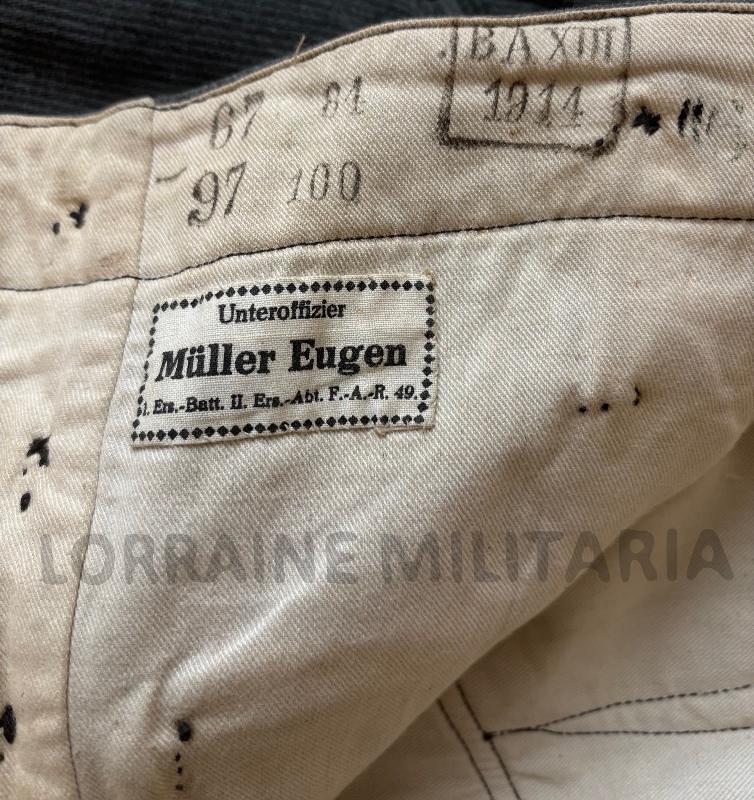 B.A XIII
1914
67 84
97 100
Unteroffizier
Müller Eugen
1. Ers.-Batt. II. Ers.-Abt. F.-A.-R. 49.
LORRAINE MILITARIA